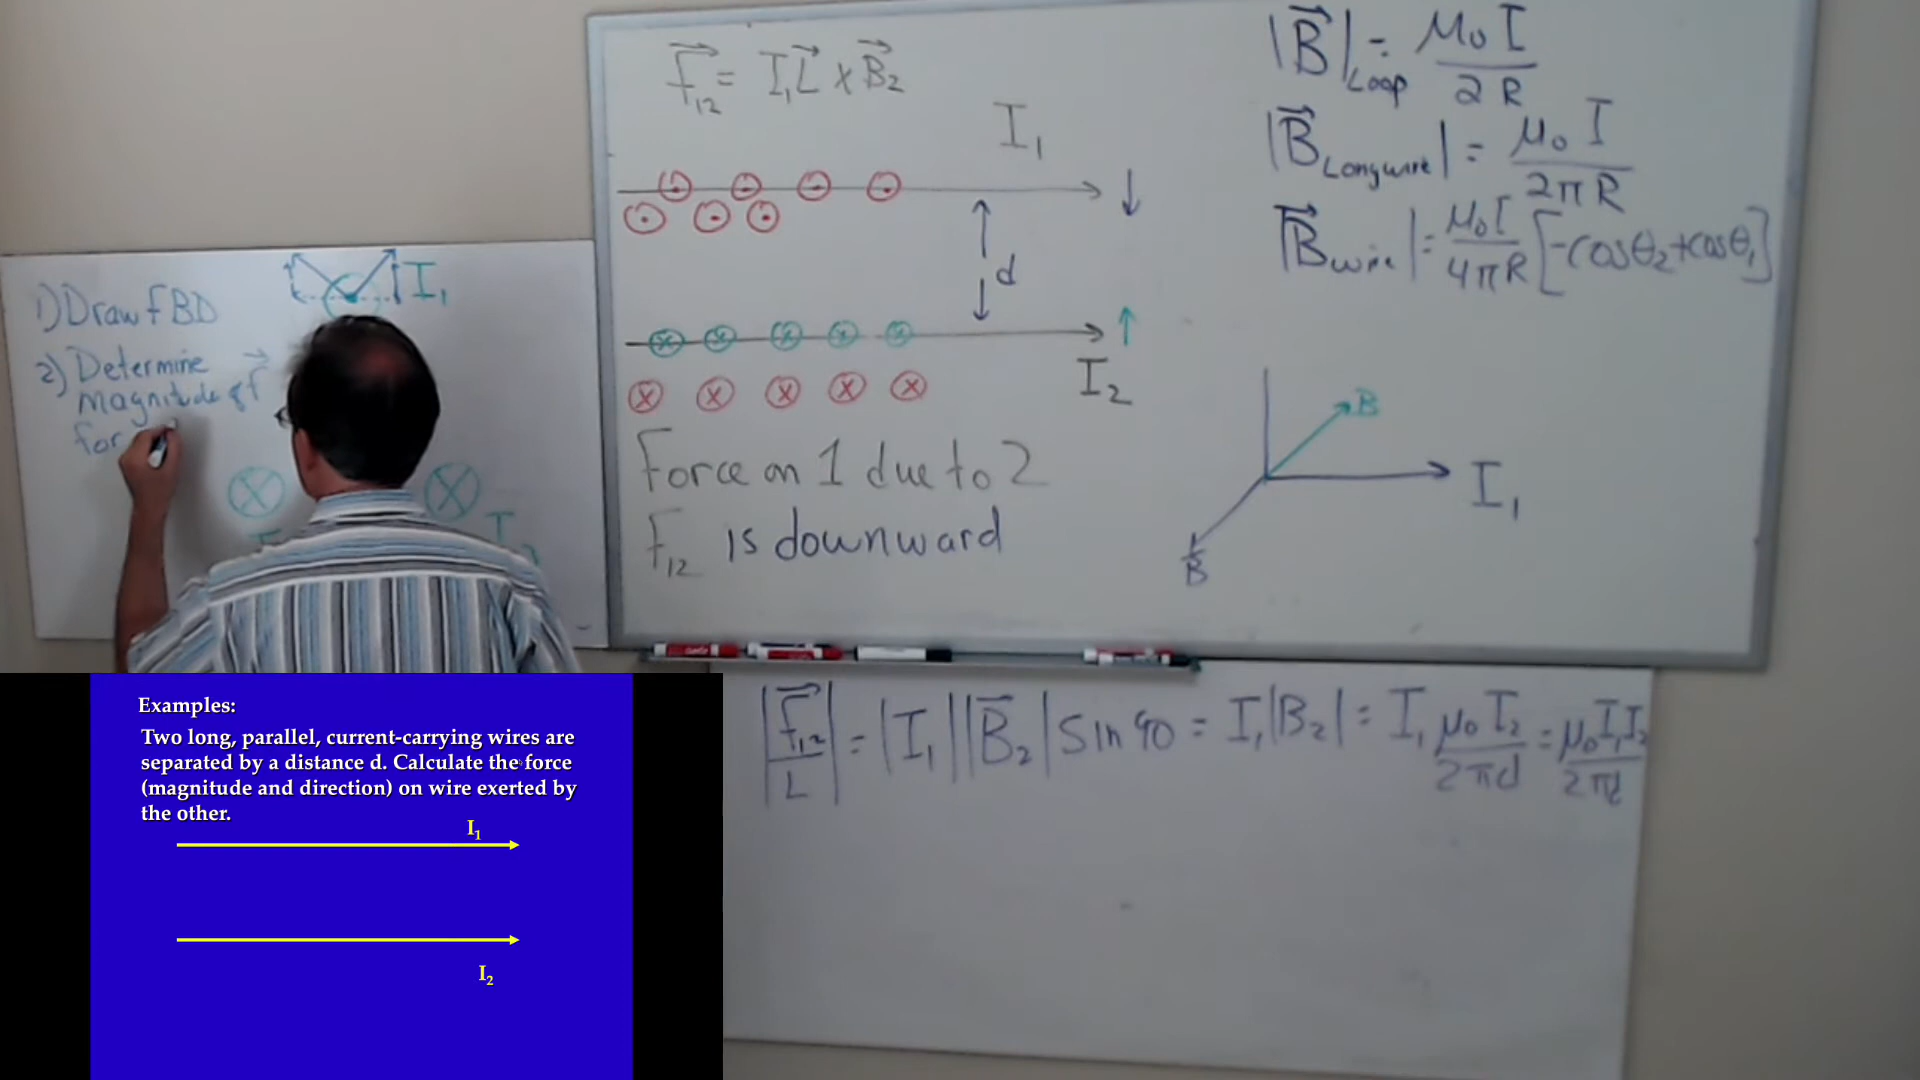 F₁₂ = I₁L x B₂
I₁
d
I₂
Force on 1 due to 2
F₁₂ is downward
|B|Loop = μ₀I / 2R
|B Longwire| = μ₀I / 2πR
|B wire| = μ₀I / 4πR [-cosθ₂+cosθ₁]
B
I₁
B
1) Draw FBD
I₁
2) Determine
magnitude of F
for
|F₁₂ / L| = |I₁||B₂| Sin 90 = I₁|B₂| = I₁ μ₀I₂ / 2πd = μ₀I₁I₂ / 2πd
Examples:
Two long, parallel, current-carrying wires are
separated by a distance d. Calculate the force
(magnitude and direction) on wire exerted by
the other.
I₁
I₂